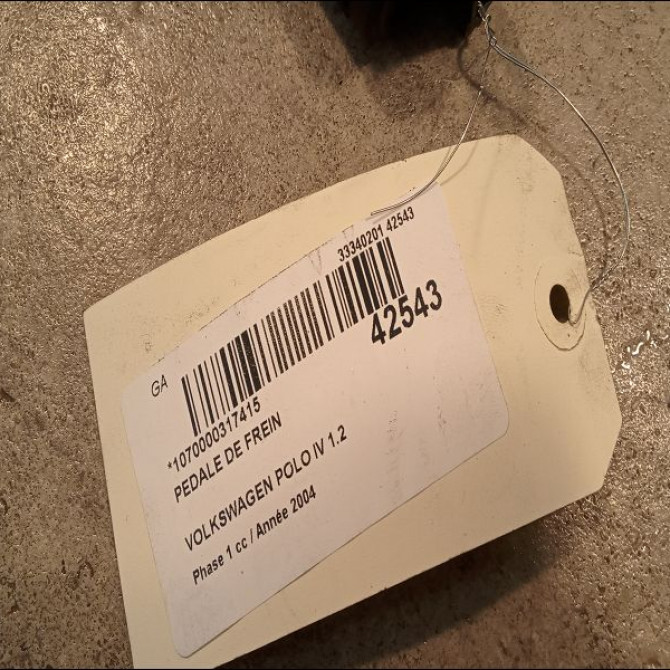 33340201 42543
42543
GA
*1070000317415
PEDALE DE FREIN
VOLKSWAGEN POLO IV 1.2
Phase 1 cc / Année 2004